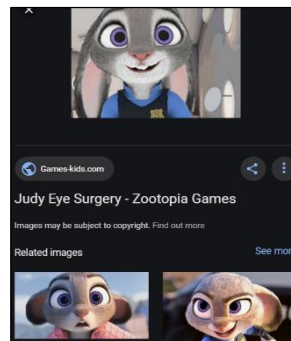 Games-kids.com
Judy Eye Surgery - Zootopia Games
Images may be subject to copyright. Find out more
Related images See mor